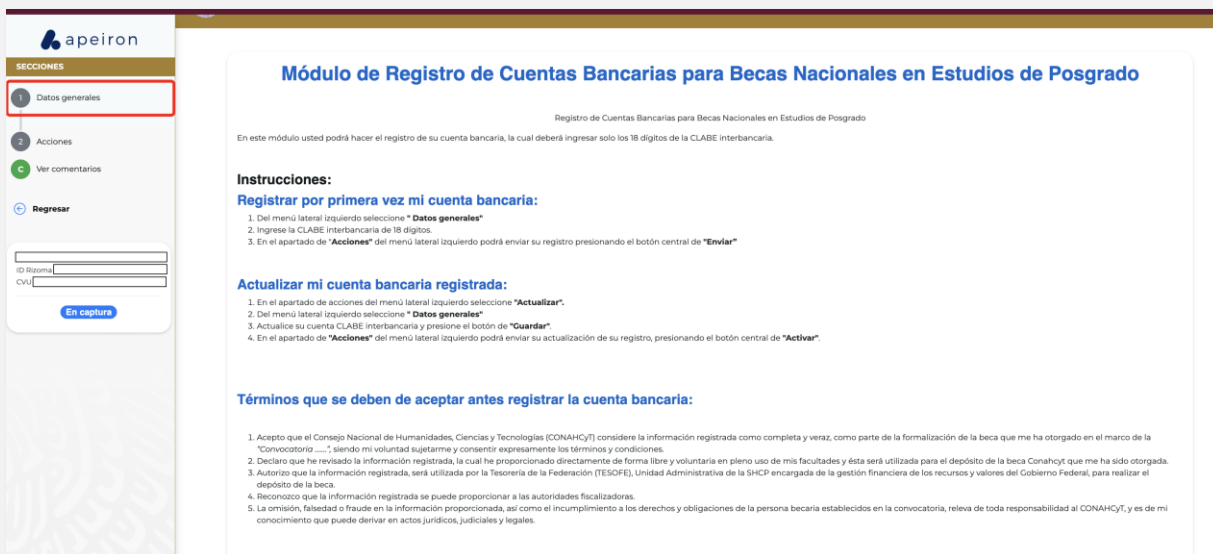 apeiron
SECCIONES
1 Datos generales
2 Acciones
C Ver comentarios
Regresar
ID Rizoma
CVU
En captura
Módulo de Registro de Cuentas Bancarias para Becas Nacionales en Estudios de Posgrado
Registro de Cuentas Bancarias para Becas Nacionales en Estudios de Posgrado
En este módulo usted podrá hacer el registro de su cuenta bancaria, la cual deberá ingresar solo los 18 dígitos de la CLABE interbancaria.
Instrucciones:
Registrar por primera vez mi cuenta bancaria:
1. Del menú lateral izquierdo seleccione " Datos generales"
2. Ingrese la CLABE interbancaria de 18 dígitos.
3. En el apartado de "Acciones" del menú lateral izquierdo podrá enviar su registro presionando el botón central de "Enviar"
Actualizar mi cuenta bancaria registrada:
1. En el apartado de acciones del menú lateral izquierdo seleccione "Actualizar".
2. Del menú lateral izquierdo seleccione " Datos generales"
3. Actualice su cuenta CLABE interbancaria y presione el botón de "Guardar".
4. En el apartado de "Acciones" del menú lateral izquierdo podrá enviar su actualización de su registro, presionando el botón central de "Activar".
Términos que se deben de aceptar antes registrar la cuenta bancaria:
1. Acepto que el Consejo Nacional de Humanidades, Ciencias y Tecnologías (CONAHCyT) considere la información registrada como completa y veraz, como parte de la formalización de la beca que me ha otorgado en el marco de la
"Convocatoria ......", siendo mi voluntad sujetarme y consentir expresamente los términos y condiciones.
2. Declaro que he revisado la información registrada, la cual he proporcionado directamente de forma libre y voluntaria en pleno uso de mis facultades y ésta será utilizada para el depósito de la beca Conahcyt que me ha sido otorgada.
3. Autorizo que la información registrada, será utilizada por la Tesorería de la Federación (TESOFE), Unidad Administrativa de la SHCP encargada de la gestión financiera de los recursos y valores del Gobierno Federal, para realizar el
depósito de la beca.
4. Reconozco que la información registrada se puede proporcionar a las autoridades fiscalizadoras.
5. La omisión, falsedad o fraude en la información proporcionada, así como el incumplimiento a los derechos y obligaciones de la persona becaria establecidos en la convocatoria, releva de toda responsabilidad al CONAHCyT, y es de mi
conocimiento que puede derivar en actos jurídicos, judiciales y legales.